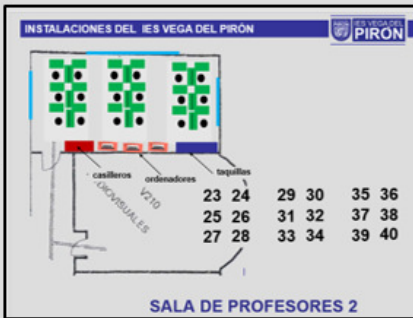 INSTALACIONES DEL IES VEGA DEL PIRÓN
IES VEGA DEL
PIRÓN
casilleros
ordenadores
taquillas
V210
23 24 29 30 35 36
25 26 31 32 37 38
27 28 33 34 39 40
SALA DE PROFESORES 2